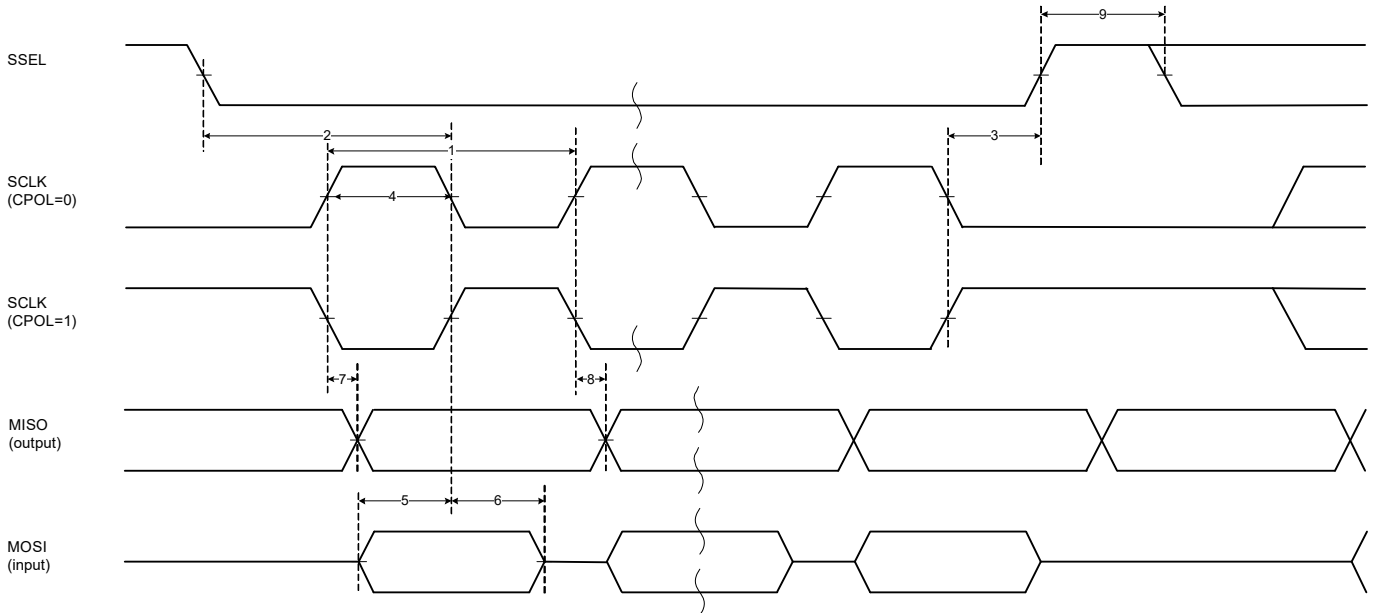 9
SSEL
2
3
1
SCLK
(CPOL=0)
4
SCLK
(CPOL=1)
7
8
MISO
(output)
5
6
MOSI
(input)